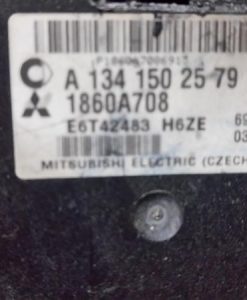 A 134 150 25 79
1860A708
E6T42483 H6ZE
MITSUBISHI ELECTRIC (CZECH